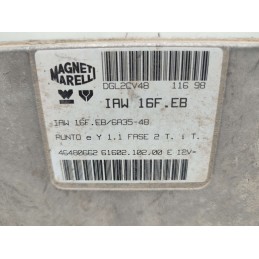 MAGNETI
MARELLI
DGL2CV48 116 98
IAW 16F.EB
IAW 16F.EB/6A35-48
PUNTO e Y 1.1 FASE 2 T. i T.
46480662 61602.102.00 E 12V=